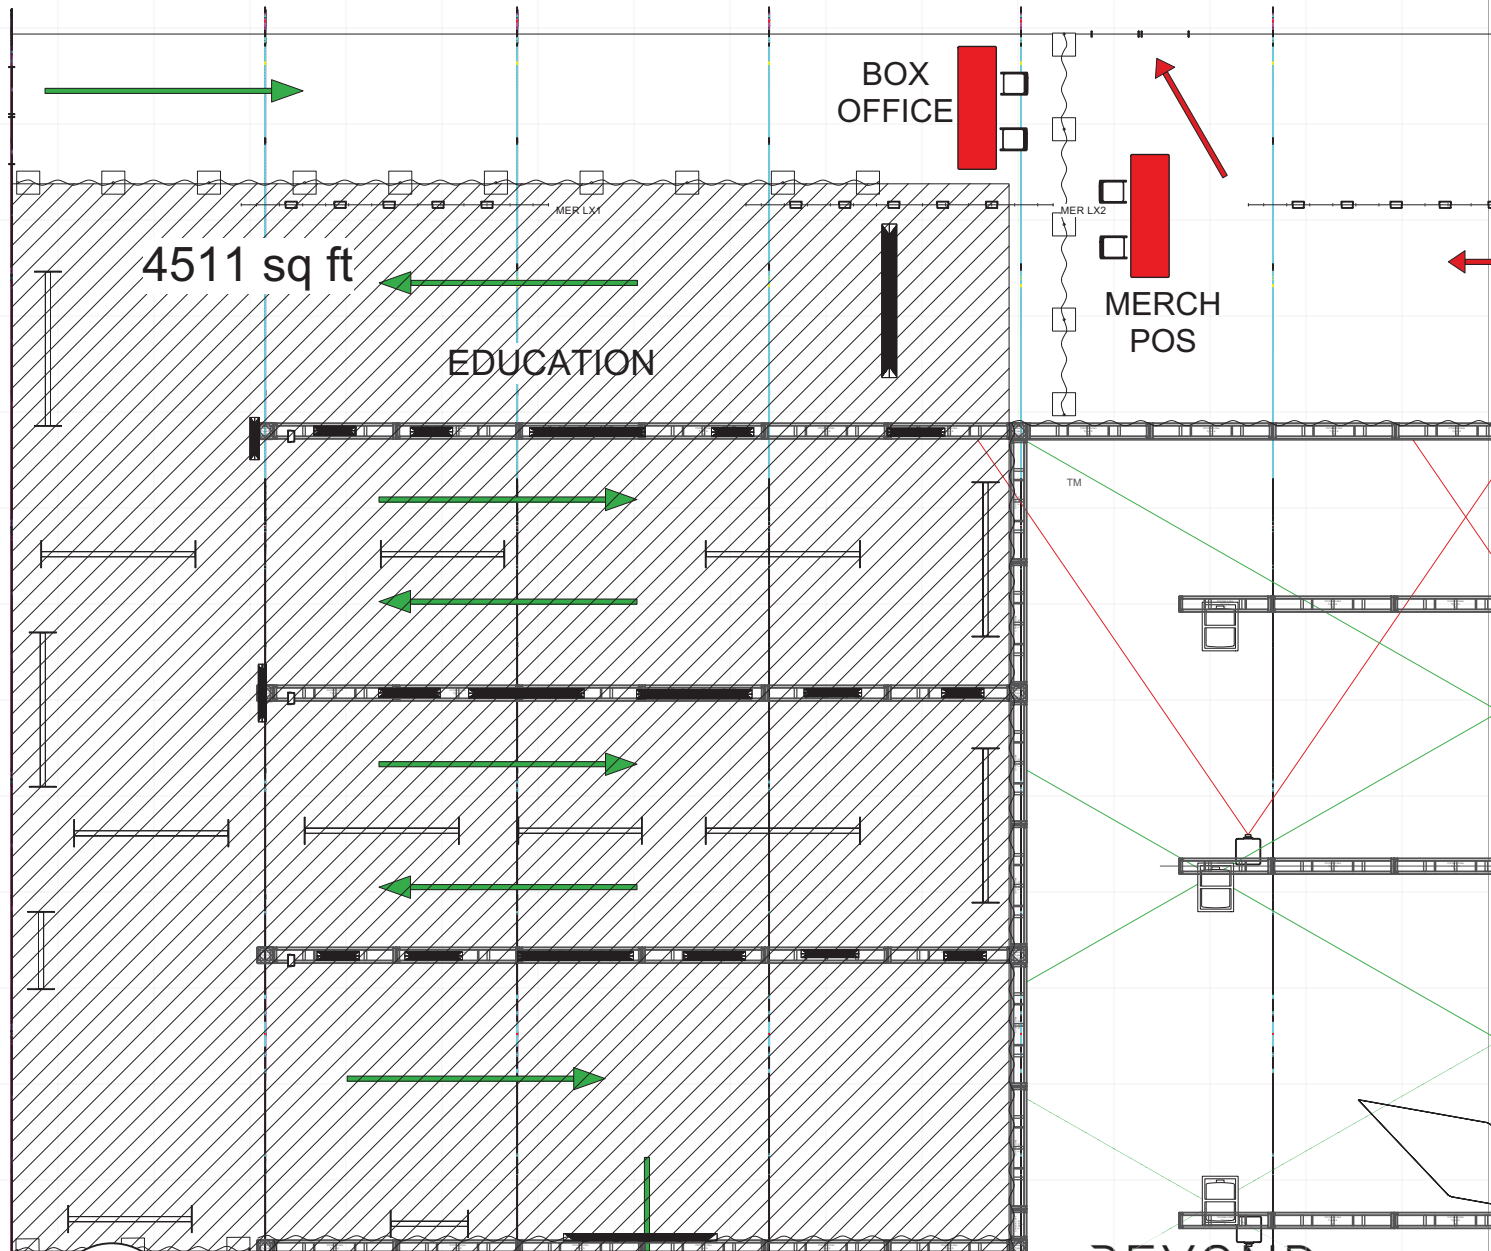 BOX
OFFICE
MER LX1
MER LX2
4511 sq ft
MERCH
POS
EDUCATION
TM